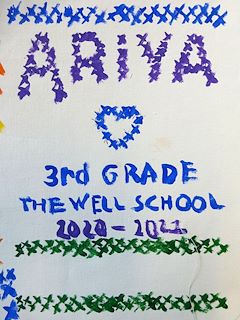 ARiYA
3rd GRADE
THE WELL SCHOOL
2020-2021